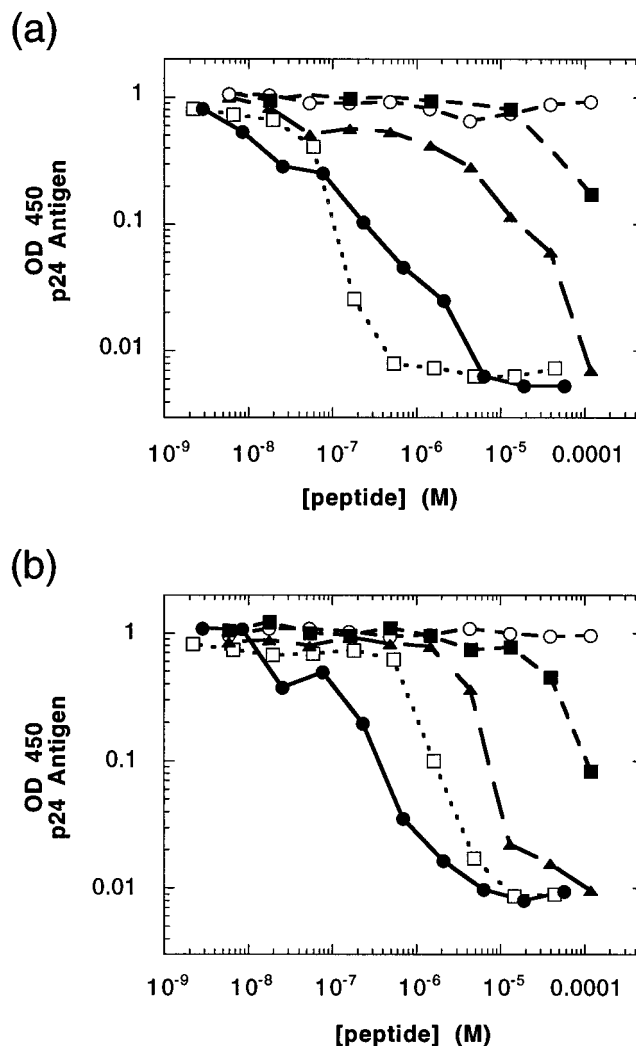 (a)
1
0.1
0.01
OD 450
p24 Antigen
10⁻⁹ 10⁻⁸ 10⁻⁷ 10⁻⁶ 10⁻⁵ 0.0001
[peptide] (M)
(b)
1
0.1
0.01
OD 450
p24 Antigen
10⁻⁹ 10⁻⁸ 10⁻⁷ 10⁻⁶ 10⁻⁵ 0.0001
[peptide] (M)